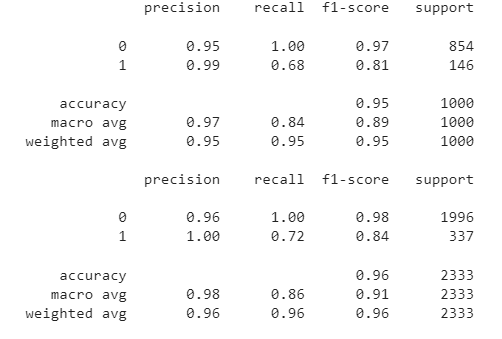 precision recall f1-score support
0 0.95 1.00 0.97 854
1 0.99 0.68 0.81 146
accuracy 0.95 1000
macro avg 0.97 0.84 0.89 1000
weighted avg 0.95 0.95 0.95 1000
precision recall f1-score support
0 0.96 1.00 0.98 1996
1 1.00 0.72 0.84 337
accuracy 0.96 2333
macro avg 0.98 0.86 0.91 2333
weighted avg 0.96 0.96 0.96 2333